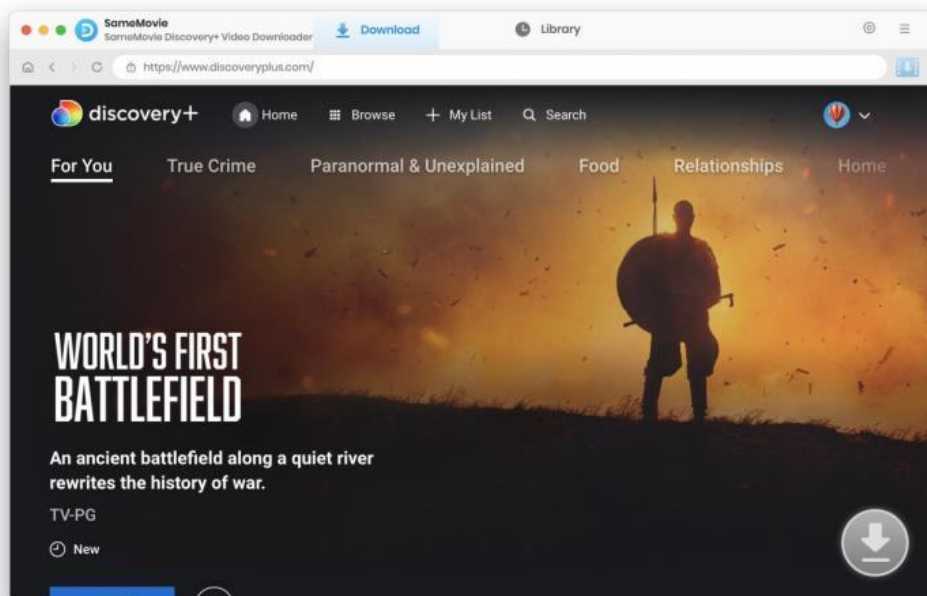 SameMovie
SameMovie Discovery+ Video Downloader
Download
Library
https://www.discoveryplus.com/
discovery+
Home
Browse
My List
Search
For You
True Crime
Paranormal & Unexplained
Food
Relationships
Home
WORLD'S FIRST
BATTLEFIELD
An ancient battlefield along a quiet river
rewrites the history of war.
TV-PG
New